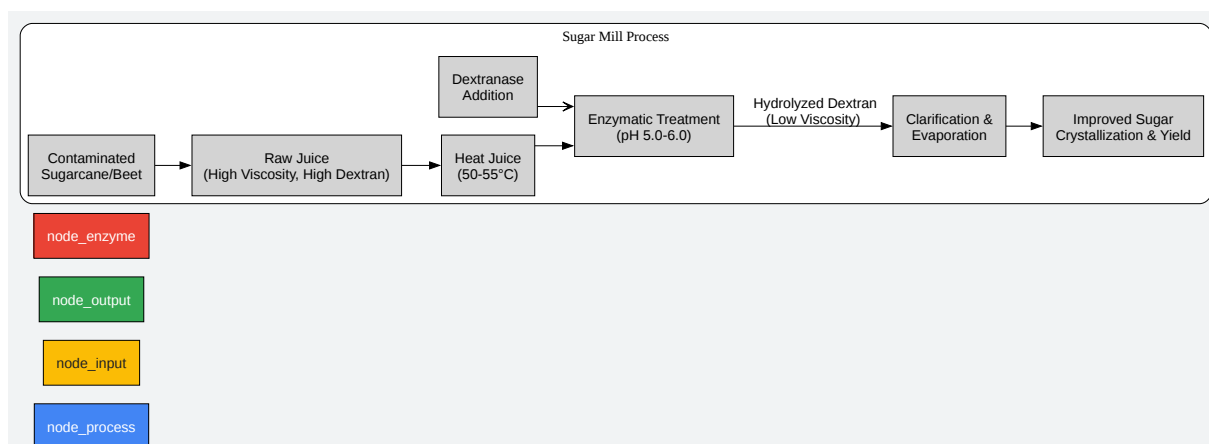 Sugar Mill Process
Dextranase
Addition
Contaminated
Sugarcane/Beet
Raw Juice
(High Viscosity, High Dextran)
Heat Juice
(50-55°C)
Enzymatic Treatment
(pH 5.0-6.0)
Hydrolyzed Dextran
(Low Viscosity)
Clarification &
Evaporation
Improved Sugar
Crystallization & Yield
node_enzyme
node_output
node_input
node_process